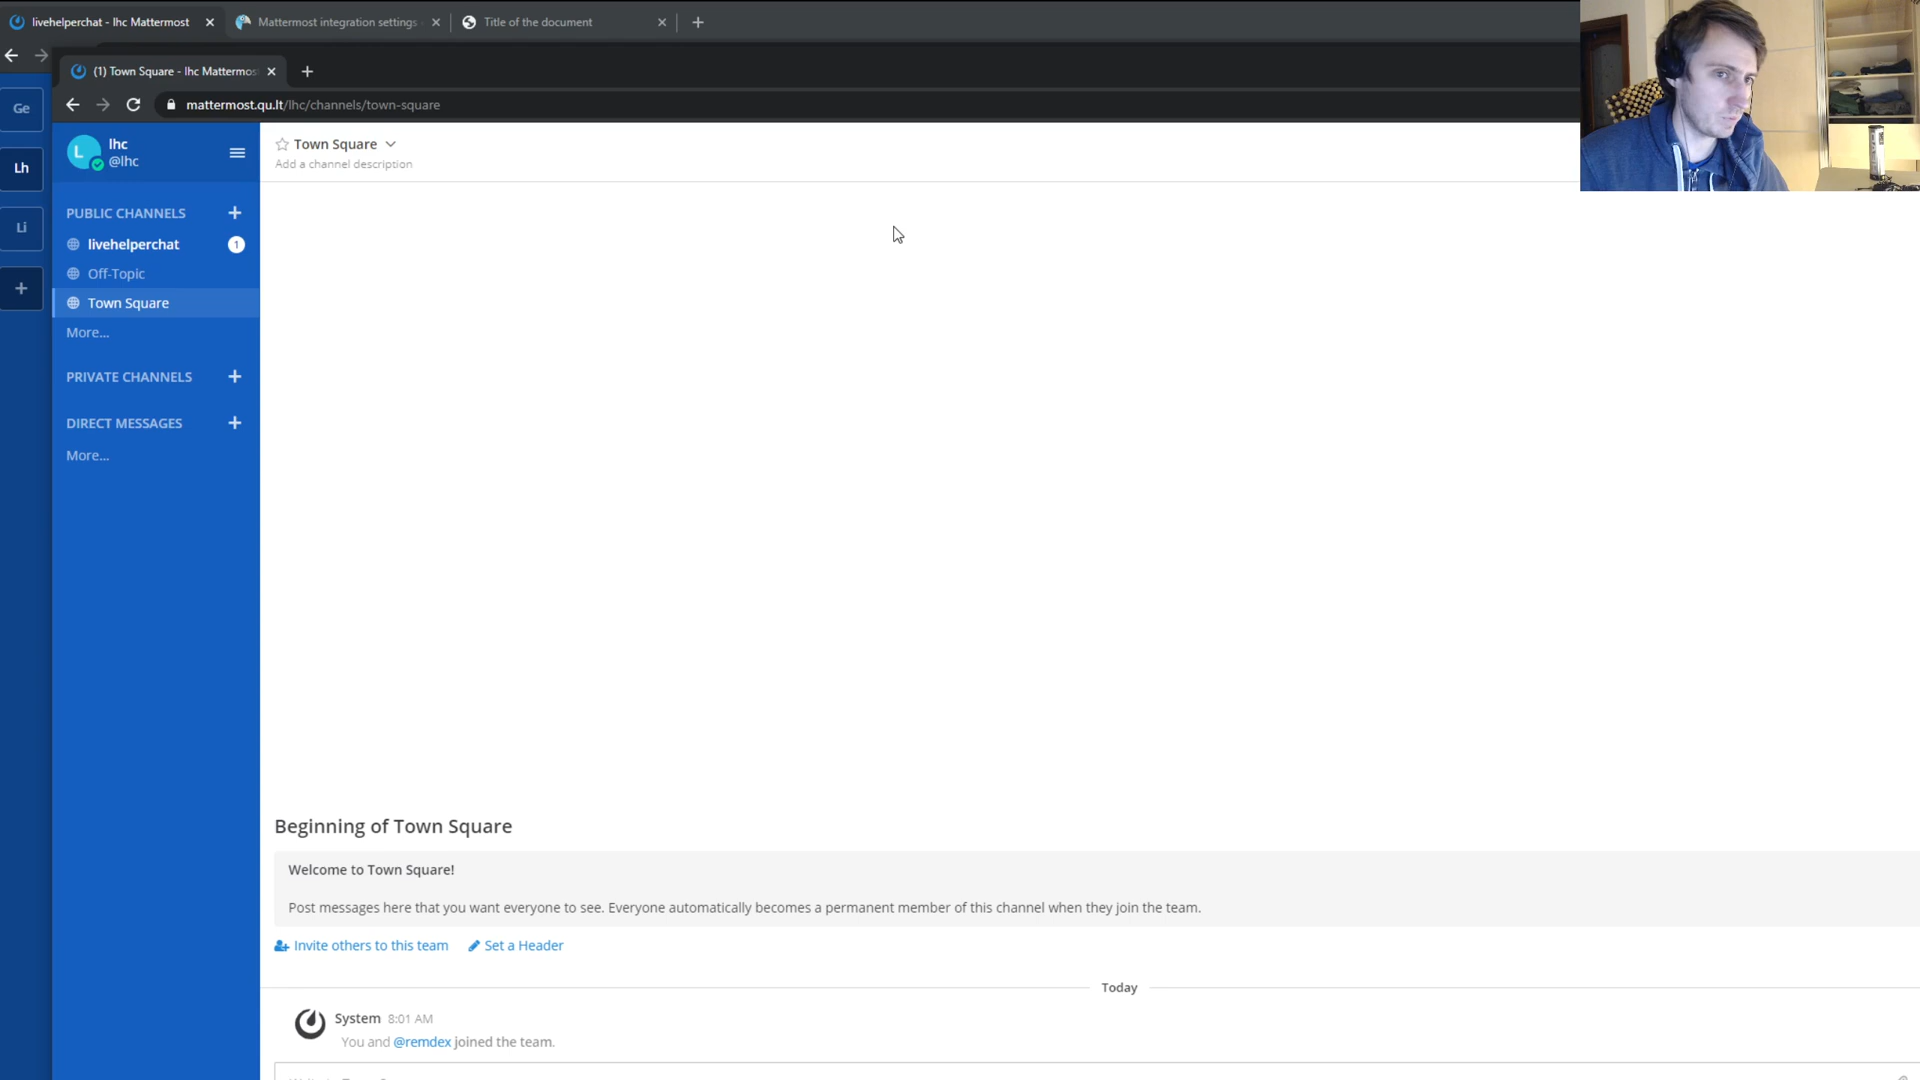 livehelperchat - lhc Mattermost
Mattermost integration settings
Title of the document
(1) Town Square - lhc Mattermos
mattermost.qu.lt/lhc/channels/town-square
Ge
Lh
Li
L
lhc
@lhc
PUBLIC CHANNELS
livehelperchat 1
Off-Topic
Town Square
More...
PRIVATE CHANNELS
DIRECT MESSAGES
More...
Town Square
Add a channel description
Beginning of Town Square
Welcome to Town Square!
Post messages here that you want everyone to see. Everyone automatically becomes a permanent member of this channel when they join the team.
Invite others to this team
Set a Header
Today
System 8:01 AM
You and @remdex joined the team.